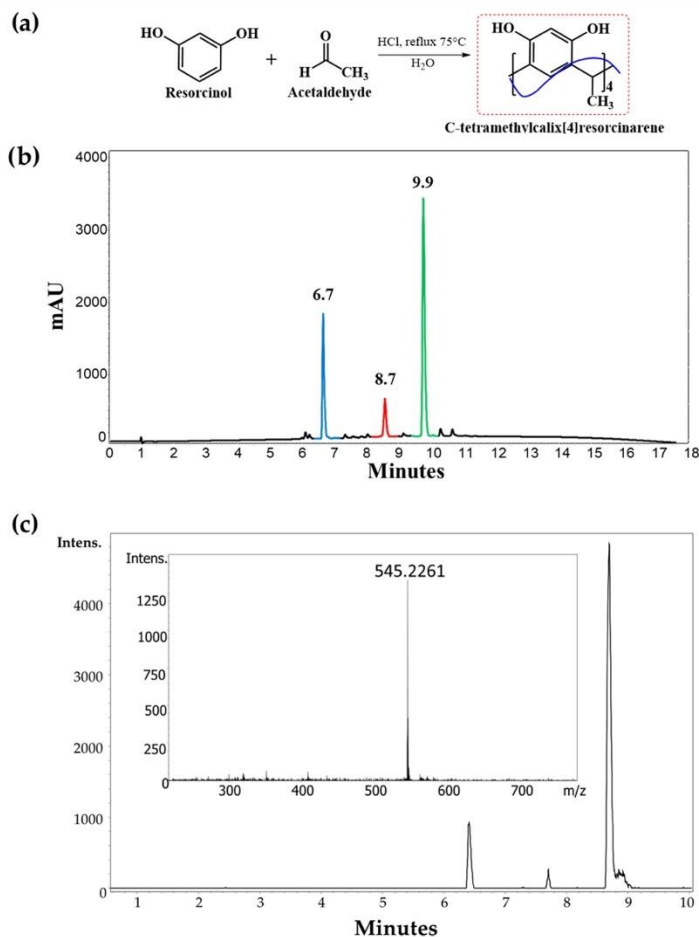 (a)
HO
OH
Resorcinol
+
O
H
CH3
Acetaldehyde
HCl, reflux 75°C
H2O
HO
OH
4
CH3
C-tetramethylcalix[4]resorcinarene
(b)
4000
3000
2000
1000
0
mAU
6.7
8.7
9.9
0 1 2 3 4 5 6 7 8 9 10 11 12 13 14 15 16 17 18
Minutes
(c)
Intens.
4000
3000
2000
1000
0
Intens.
1250
1000
750
500
250
0
545.2261
300 400 500 600 700 m/z
1 2 3 4 5 6 7 8 9 10
Minutes